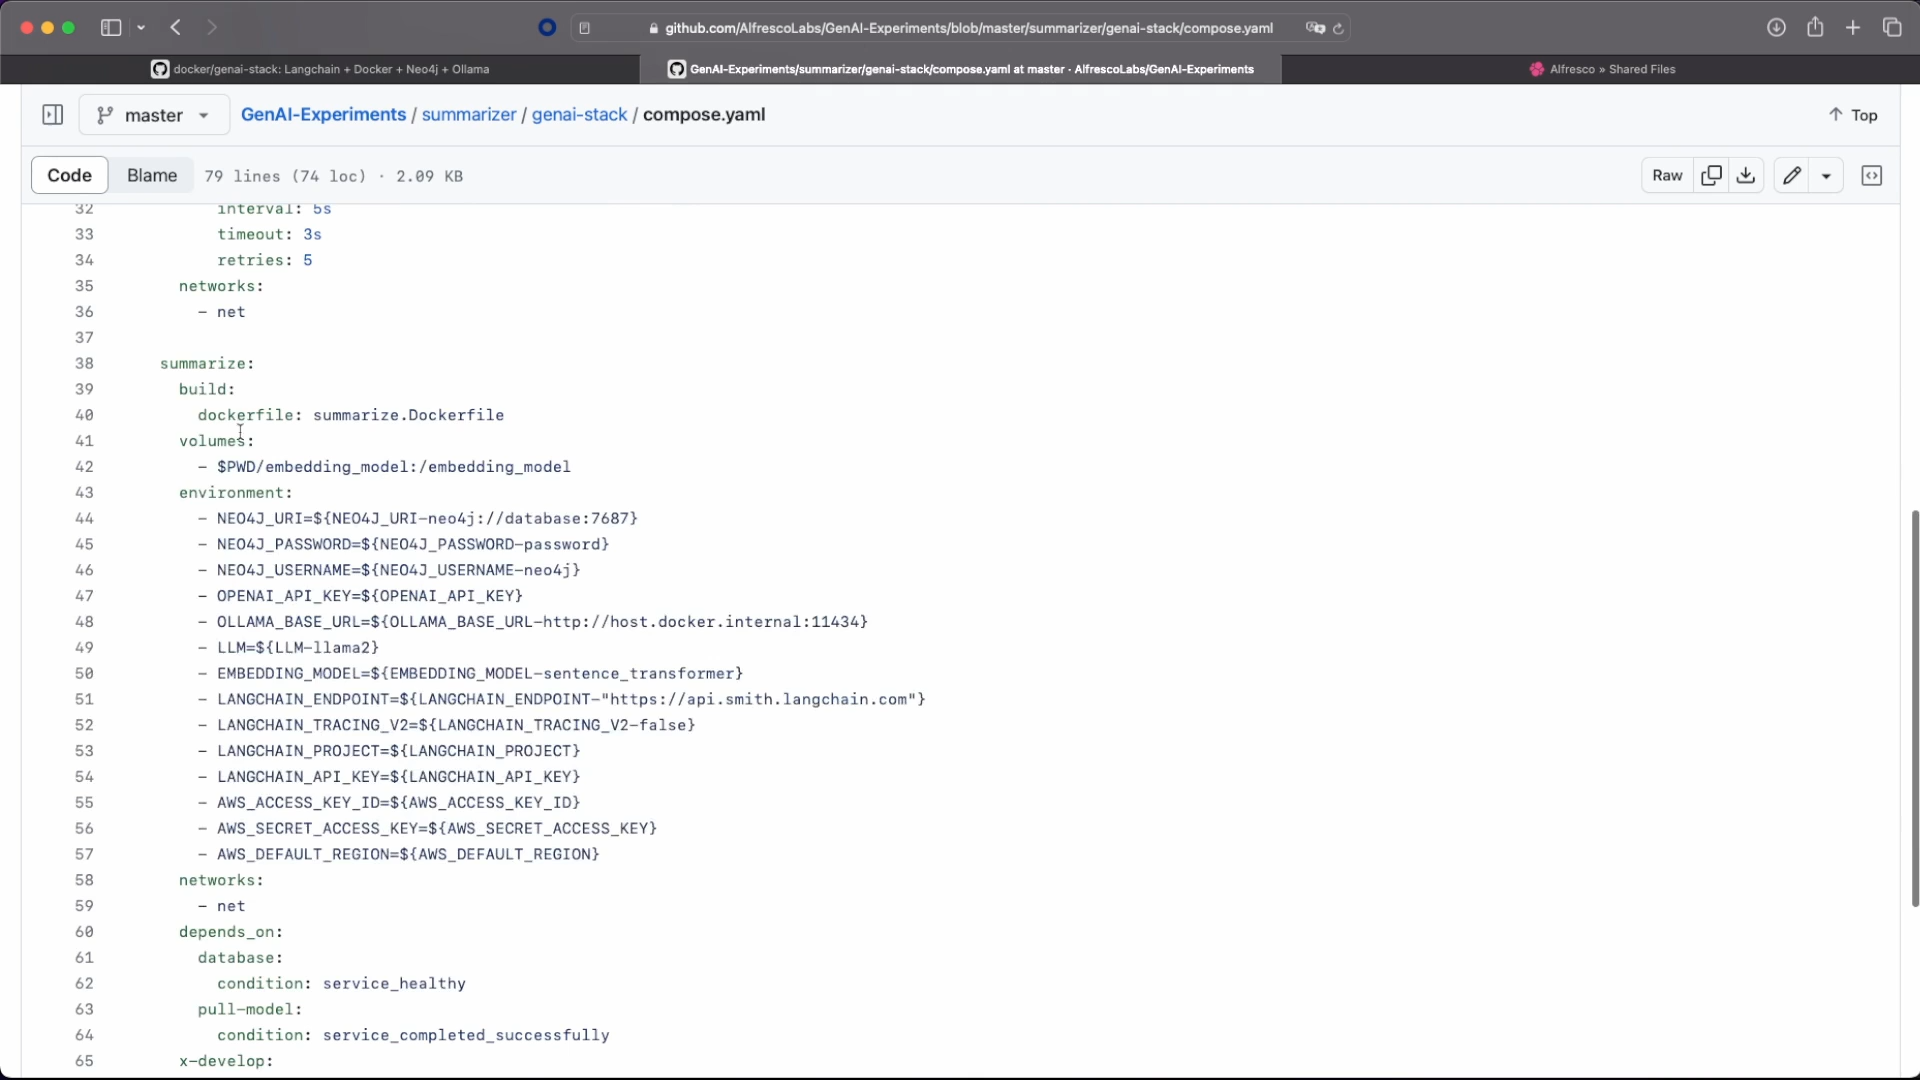 github.com/AlfrescoLabs/GenAI-Experiments/blob/master/summarizer/genai-stack/compose.yaml
docker/genai-stack: Langchain + Docker + Neo4j + Ollama
GenAI-Experiments/summarizer/genai-stack/compose.yaml at master · AlfrescoLabs/GenAI-Experiments
Alfresco » Shared Files
master
GenAI-Experiments / summarizer / genai-stack / compose.yaml
Top
Code
Blame
79 lines (74 loc) · 2.09 KB
Raw
32 interval: 5s
33 timeout: 3s
34 retries: 5
35 networks:
36 - net
37
38 summarize:
39 build:
40 dockerfile: summarize.Dockerfile
41 volumes:
42 - $PWD/embedding_model:/embedding_model
43 environment:
44 - NEO4J_URI=${NEO4J_URI-neo4j://database:7687}
45 - NEO4J_PASSWORD=${NEO4J_PASSWORD-password}
46 - NEO4J_USERNAME=${NEO4J_USERNAME-neo4j}
47 - OPENAI_API_KEY=${OPENAI_API_KEY}
48 - OLLAMA_BASE_URL=${OLLAMA_BASE_URL-http://host.docker.internal:11434}
49 - LLM=${LLM-llama2}
50 - EMBEDDING_MODEL=${EMBEDDING_MODEL-sentence_transformer}
51 - LANGCHAIN_ENDPOINT=${LANGCHAIN_ENDPOINT-"https://api.smith.langchain.com"}
52 - LANGCHAIN_TRACING_V2=${LANGCHAIN_TRACING_V2-false}
53 - LANGCHAIN_PROJECT=${LANGCHAIN_PROJECT}
54 - LANGCHAIN_API_KEY=${LANGCHAIN_API_KEY}
55 - AWS_ACCESS_KEY_ID=${AWS_ACCESS_KEY_ID}
56 - AWS_SECRET_ACCESS_KEY=${AWS_SECRET_ACCESS_KEY}
57 - AWS_DEFAULT_REGION=${AWS_DEFAULT_REGION}
58 networks:
59 - net
60 depends_on:
61 database:
62 condition: service_healthy
63 pull-model:
64 condition: service_completed_successfully
65 x-develop: